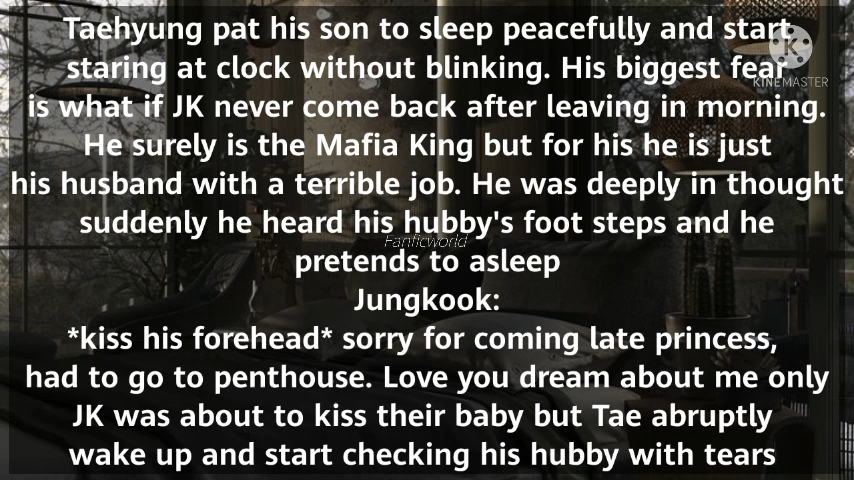 Taehyung pat his son to sleep peacefully and start
staring at clock without blinking. His biggest fear
KINEMASTER
is what if JK never come back after leaving in morning.
He surely is the Mafia King but for his he is just
his husband with a terrible job. He was deeply in thought
suddenly he heard his hubby's foot steps and he
Fanficworld
pretends to asleep
Jungkook:
*kiss his forehead* sorry for coming late princess,
had to go to penthouse. Love you dream about me only
JK was about to kiss their baby but Tae abruptly
wake up and start checking his hubby with tears